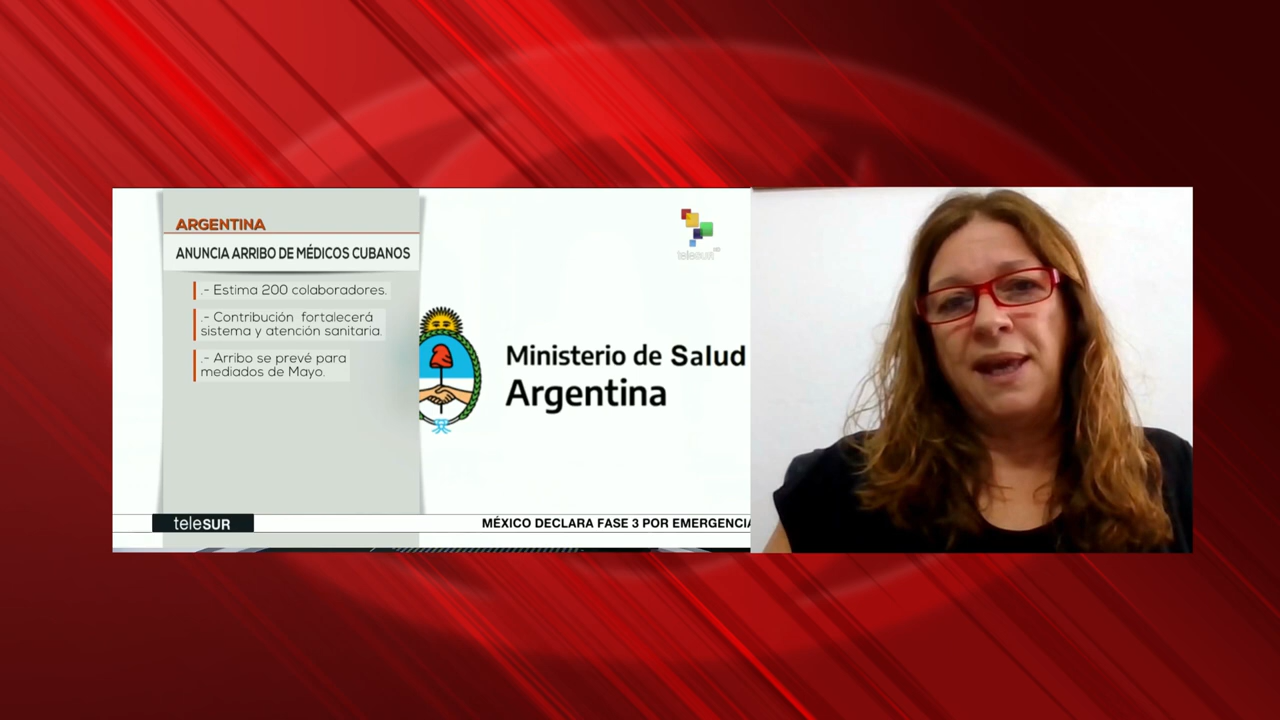 ARGENTINA
ANUNCIA ARRIBO DE MÉDICOS CUBANOS
.- Estima 200 colaboradores.
.- Contribución fortalecerá
sistema y atención sanitaria.
.- Arribo se prevé para
mediados de Mayo.
teleSUR HD
Ministerio de Salud
Argentina
teleSUR
MÉXICO DECLARA FASE 3 POR EMERGENCIA